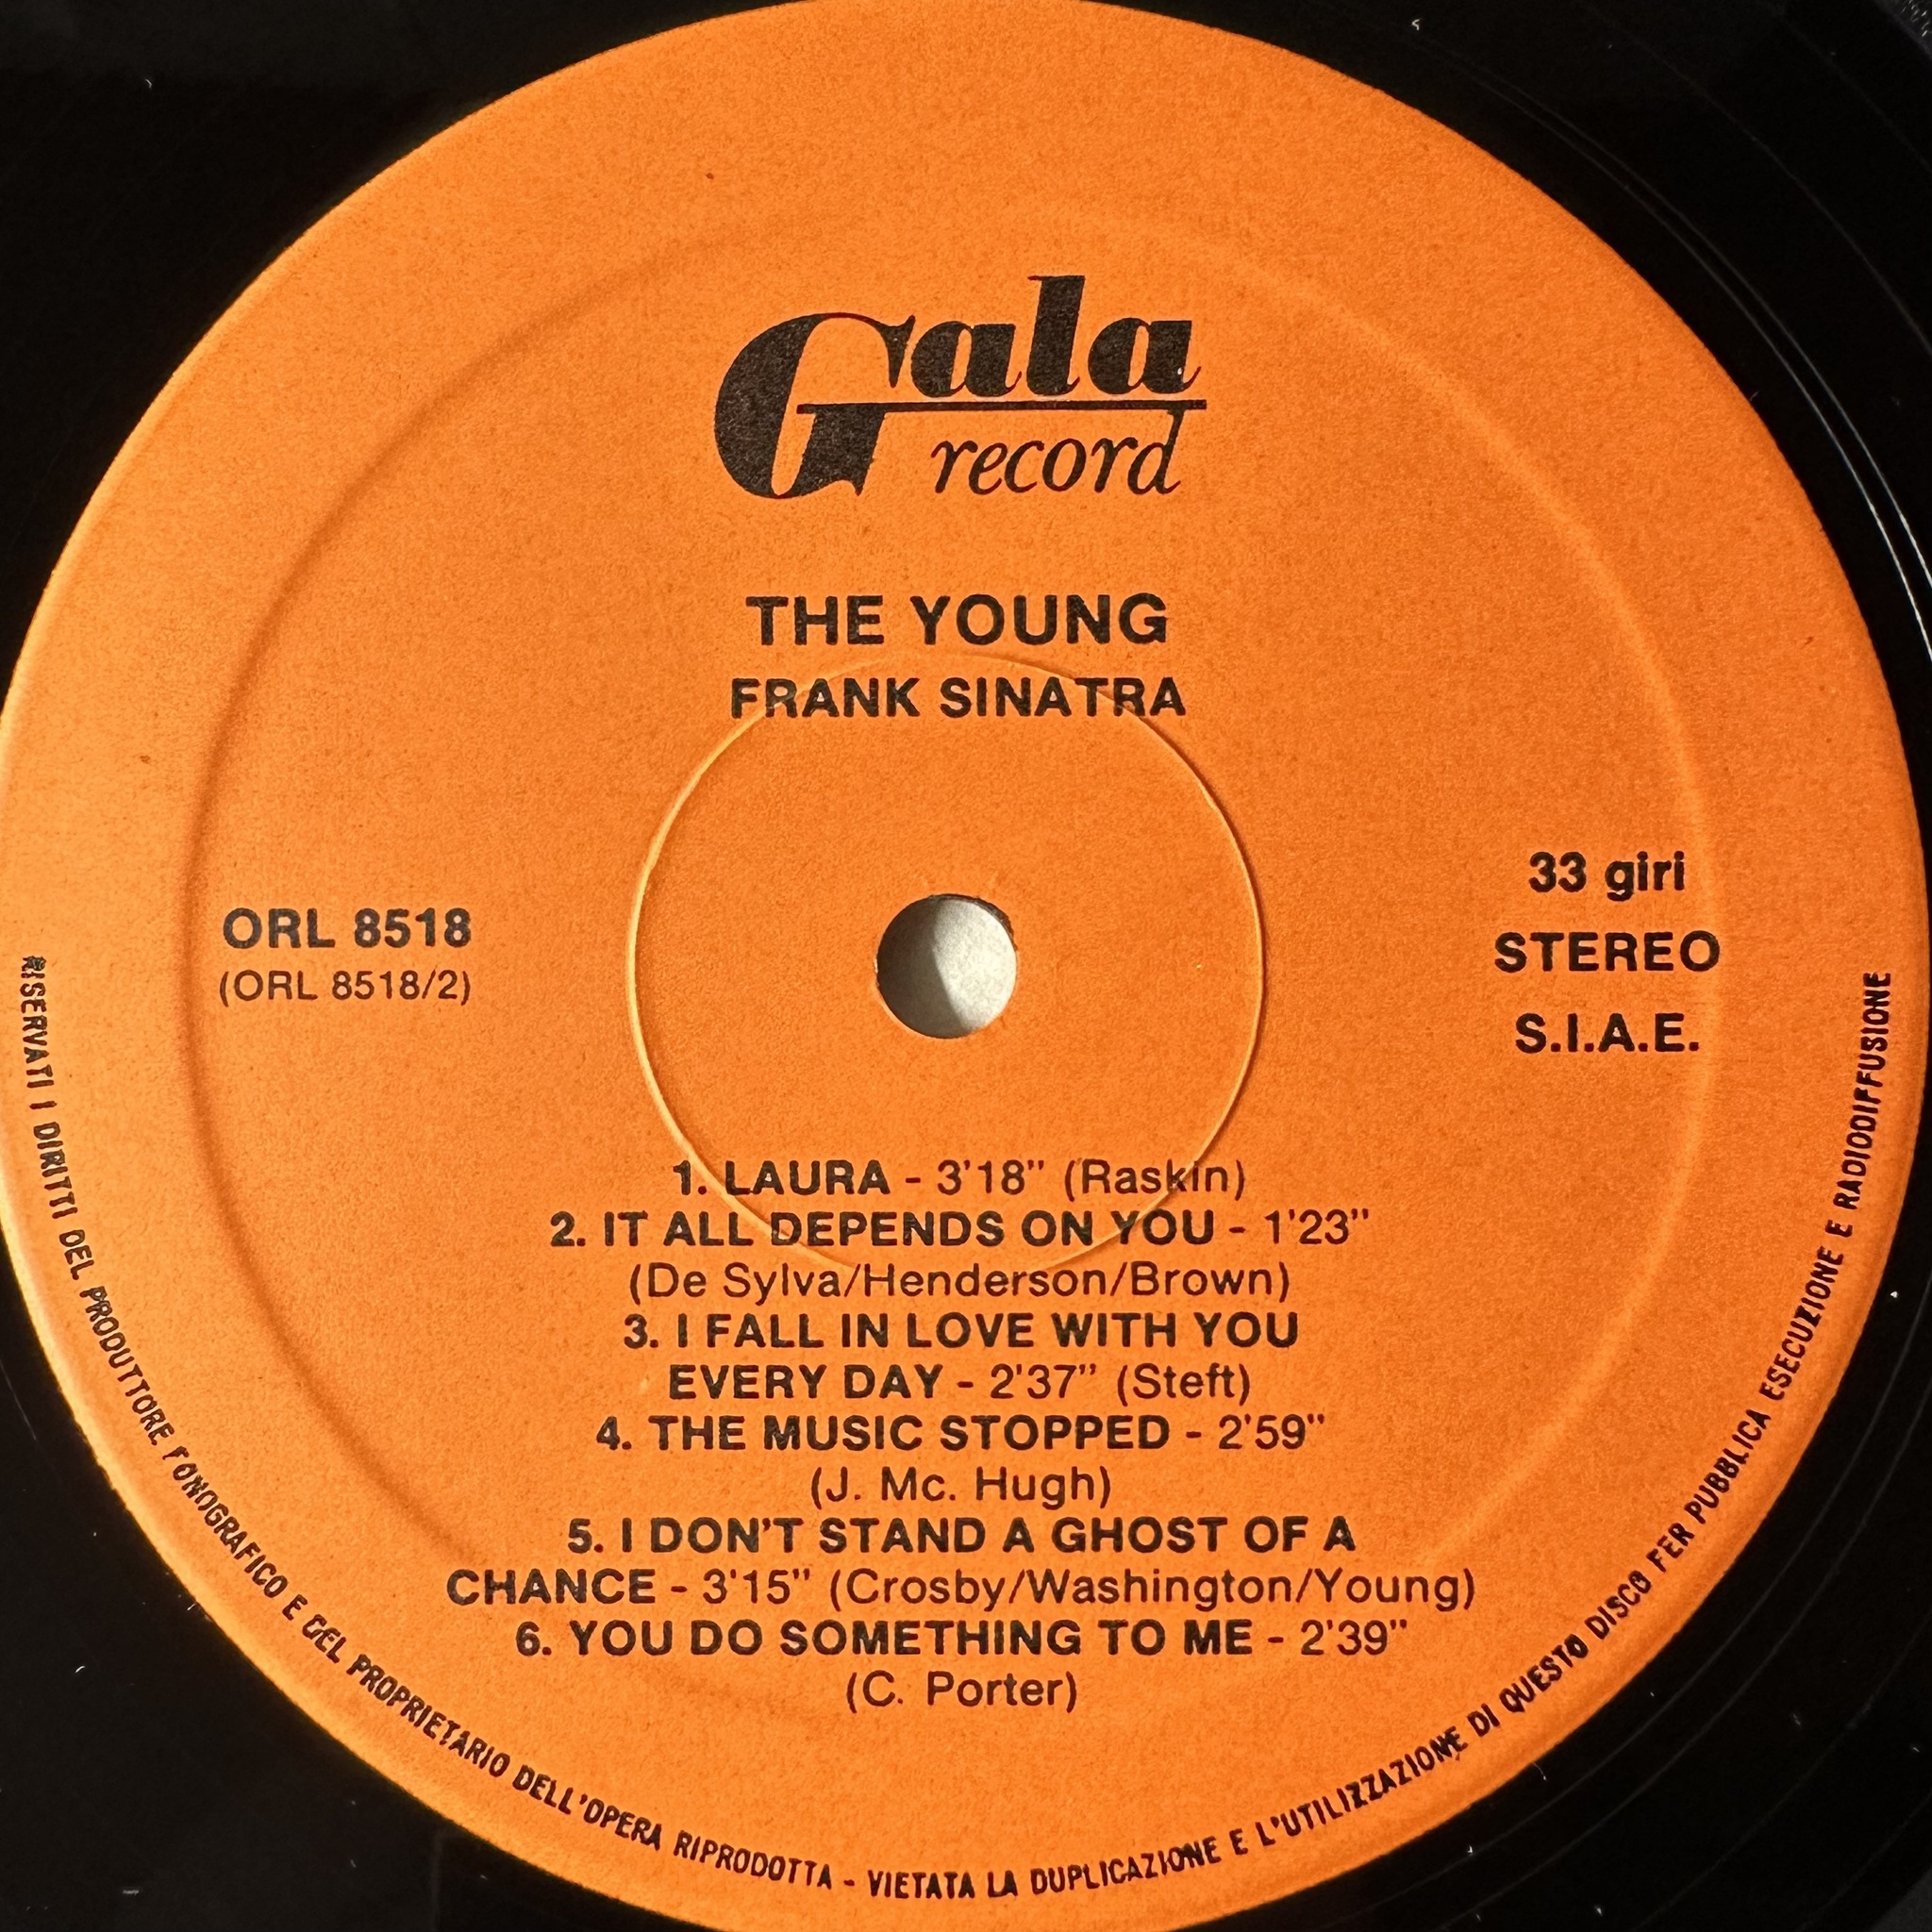 Gala
record
THE YOUNG
FRANK SINATRA
ORL 8518
(ORL 8518/2)
33 giri
STEREO
S.I.A.E.
1. LAURA - 3'18" (Raskin)
2. IT ALL DEPENDS ON YOU - 1'23"
(De Sylva/Henderson/Brown)
3. I FALL IN LOVE WITH YOU
EVERY DAY - 2'37" (Steft)
4. THE MUSIC STOPPED - 2'59"
(J. Mc. Hugh)
5. I DON'T STAND A GHOST OF A
CHANCE - 3'15" (Crosby/Washington/Young)
6. YOU DO SOMETHING TO ME - 2'39"
(C. Porter)
RISERVATI I DIRITTI DEL PRODUTTORE FONOGRAFICO E DEL PROPRIETARIO DELL'OPERA RIPRODOTTA - VIETATA LA DUPLICAZIONE E L'UTILIZZAZIONE DI QUESTO DISCO PER PUBBLICA ESECUZIONE E RADIODIFFUSIONE